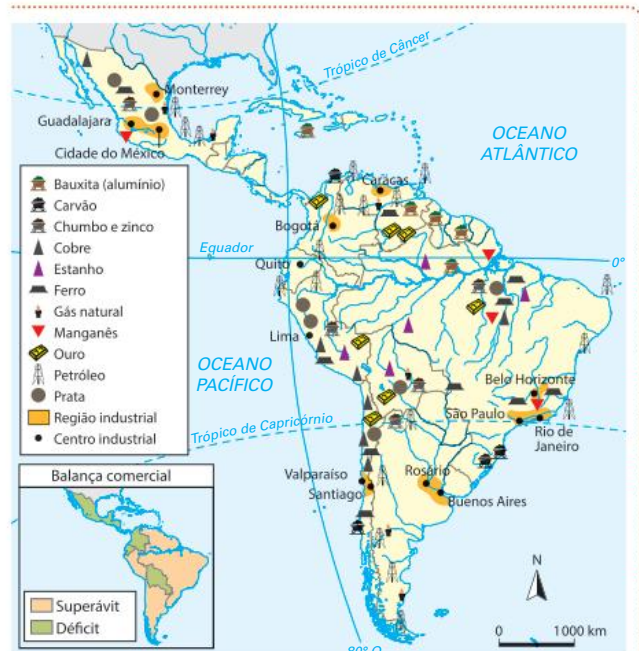 Trópico de Câncer
Monterrey
Guadalajara
Cidade do México
OCEANO
ATLÂNTICO
Bauxita (alumínio)
Carvão
Chumbo e zinco
Cobre
Estanho
Ferro
Gás natural
Manganês
Ouro
Petróleo
Prata
Região industrial
Centro industrial
Caracas
Bogotá
Equador
0°
Quito
Lima
OCEANO
PACÍFICO
Belo Horizonte
São Paulo
Rio de
Janeiro
Trópico de Capricórnio
Valparaíso
Santiago
Rosário
Buenos Aires
Balança comercial
Superávit
Déficit
N
0 1000 km
80° O